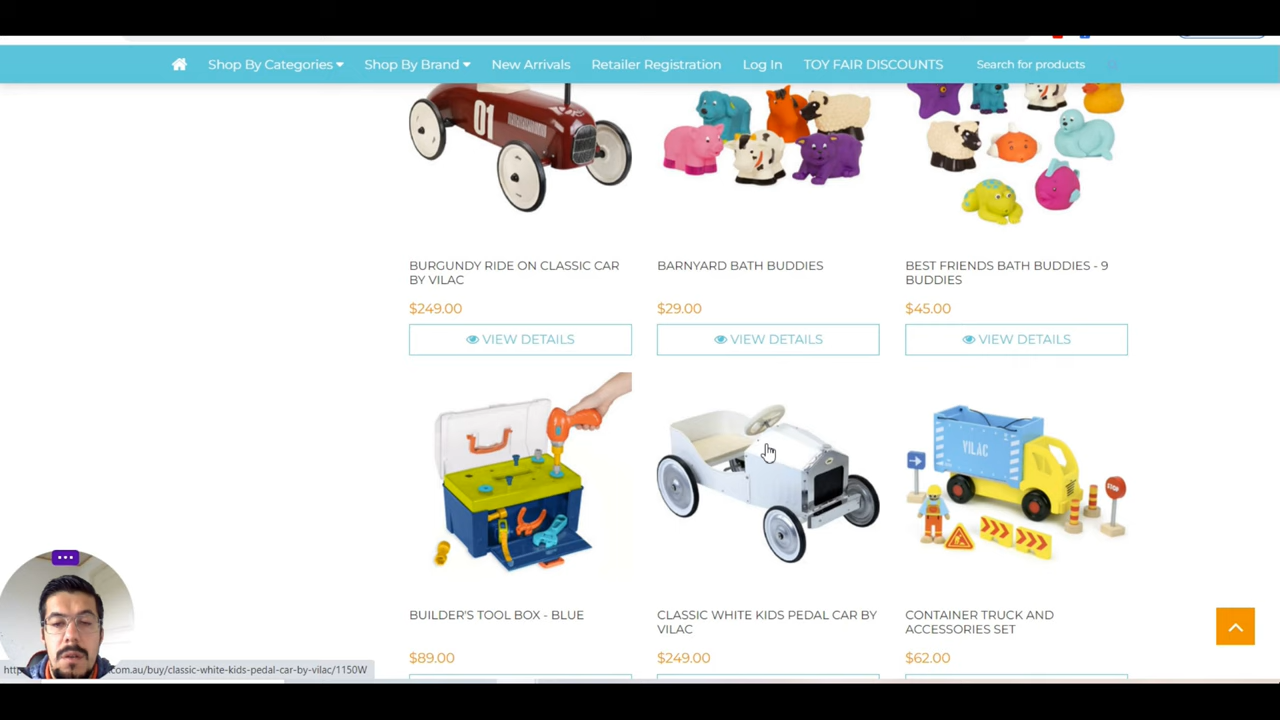 Shop By Categories Shop By Brand New Arrivals Retailer Registration Log In TOY FAIR DISCOUNTS Search for products
01
BURGUNDY RIDE ON CLASSIC CAR
BY VILAC
$249.00
VIEW DETAILS
BARNYARD BATH BUDDIES
$29.00
VIEW DETAILS
BEST FRIENDS BATH BUDDIES - 9
BUDDIES
$45.00
VIEW DETAILS
VILAC
STOP
BUILDER'S TOOL BOX - BLUE
$89.00
CLASSIC WHITE KIDS PEDAL CAR BY
VILAC
$249.00
CONTAINER TRUCK AND
ACCESSORIES SET
$62.00
.com.au/buy/classic-white-kids-pedal-car-by-vilac/1150W